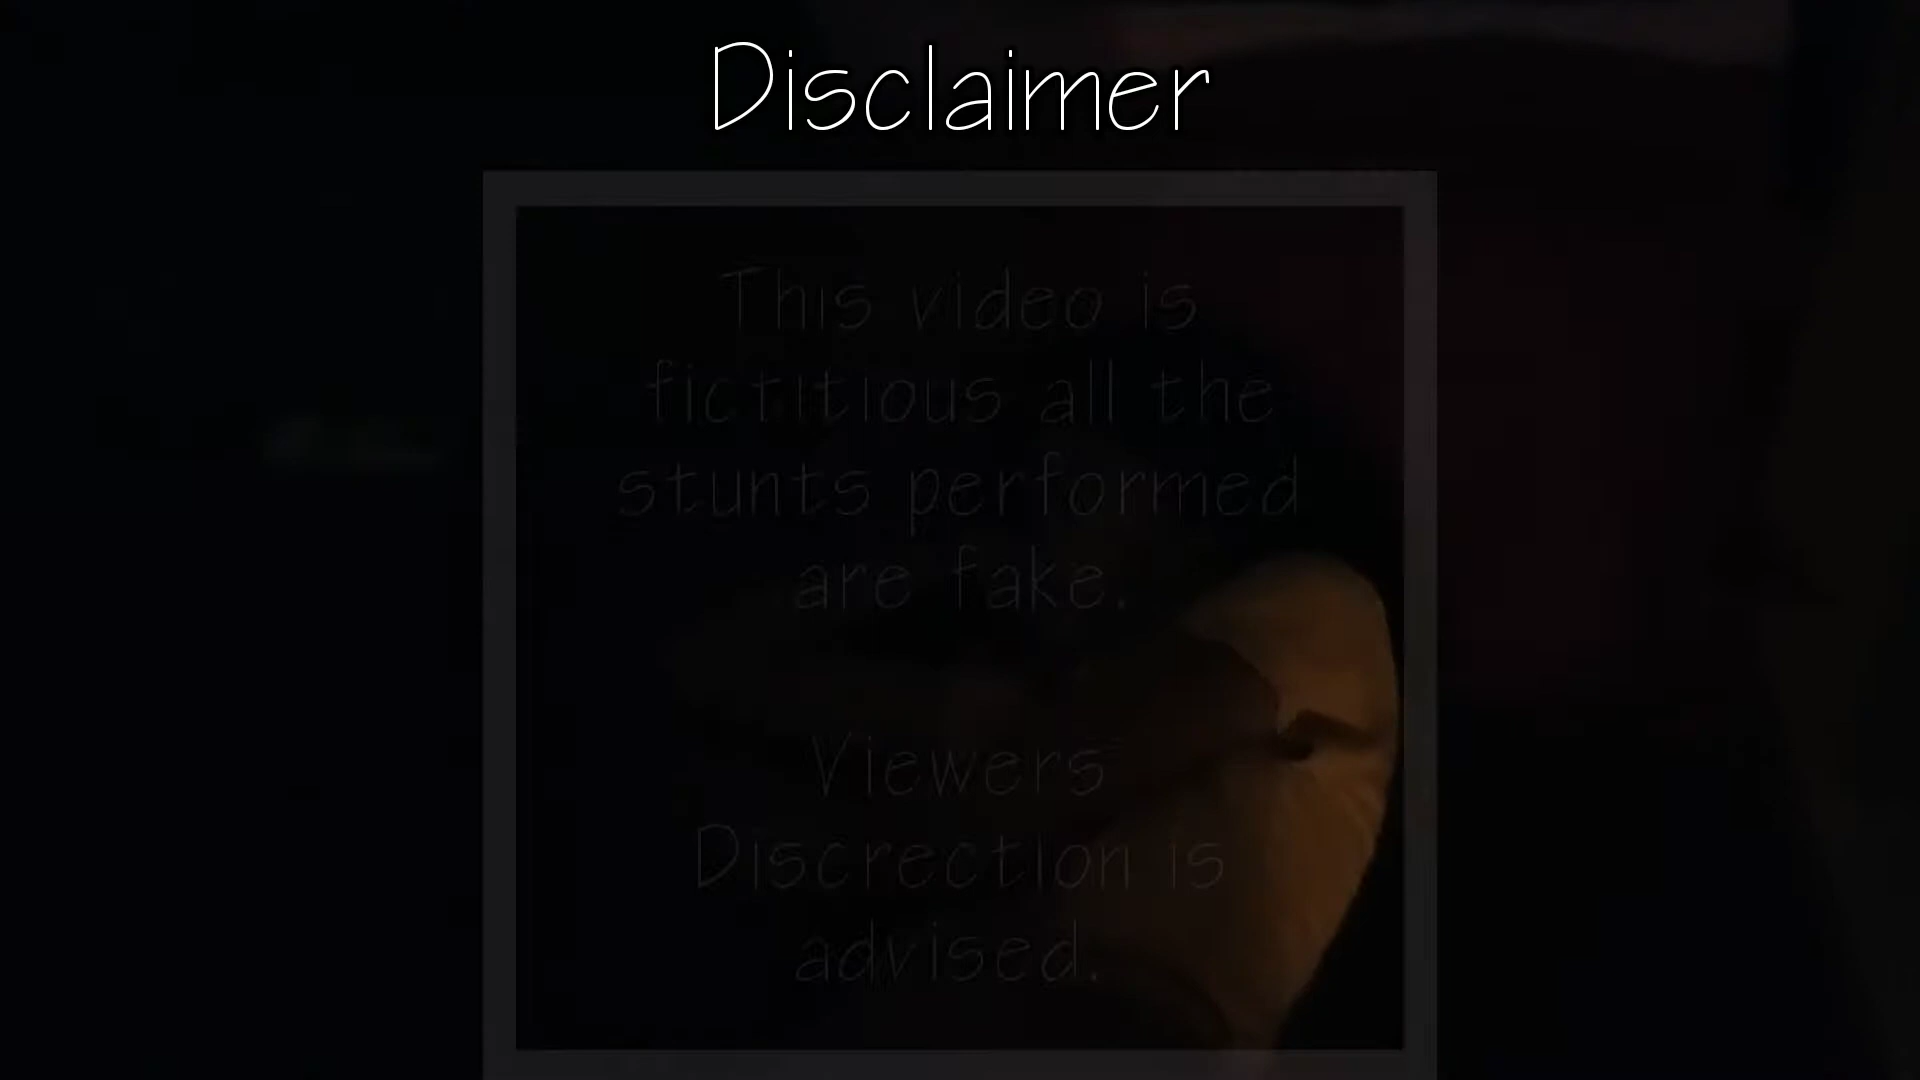 Disclaimer
This video is
fictitious all the
stunts performed
are fake.
Viewers
Discrection is
advised.